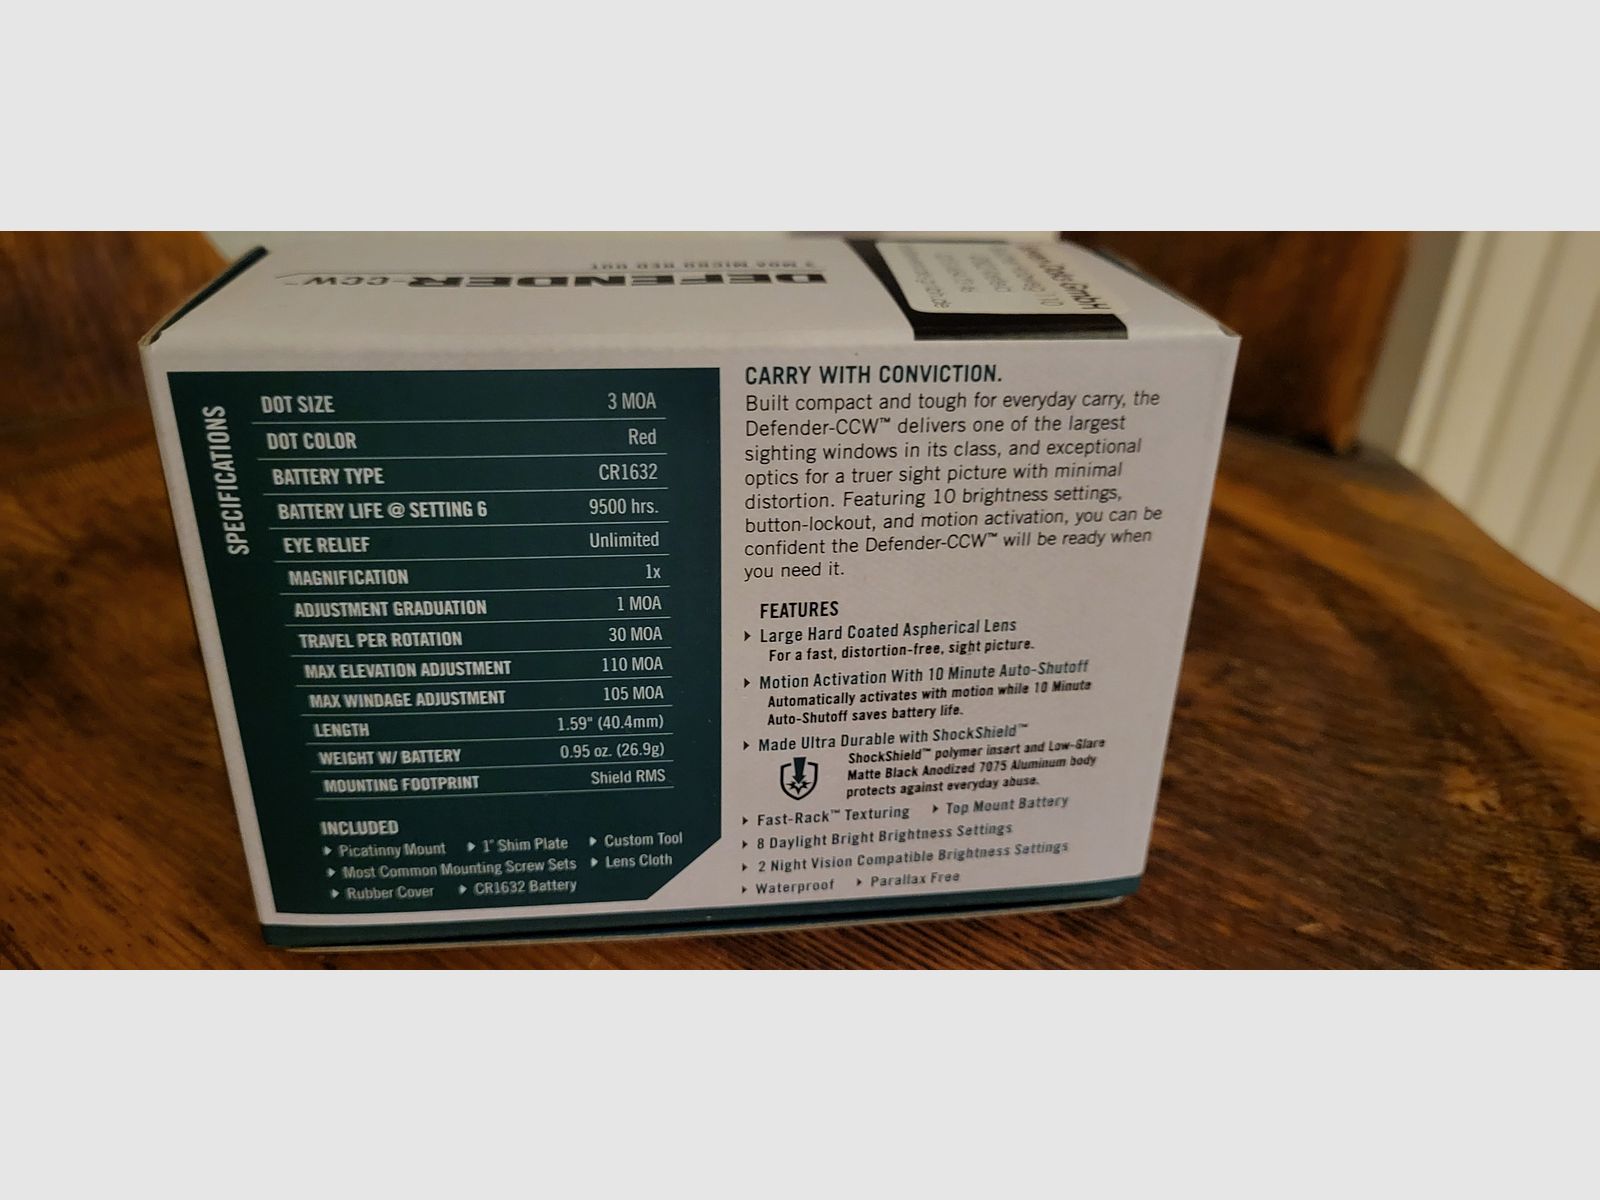 DEFENDER-CCW™
3 MOA MICRO RED DOT
SPECIFICATIONS
DOT SIZE 3 MOA
DOT COLOR Red
BATTERY TYPE CR1632
BATTERY LIFE @ SETTING 6 9500 hrs.
EYE RELIEF Unlimited
MAGNIFICATION 1x
ADJUSTMENT GRADUATION 1 MOA
TRAVEL PER ROTATION 30 MOA
MAX ELEVATION ADJUSTMENT 110 MOA
MAX WINDAGE ADJUSTMENT 105 MOA
LENGTH 1.59" (40.4mm)
WEIGHT W/ BATTERY 0.95 oz. (26.9g)
MOUNTING FOOTPRINT Shield RMS
INCLUDED
Picatinny Mount 1° Shim Plate Custom Tool
Most Common Mounting Screw Sets Lens Cloth
Rubber Cover CR1632 Battery
CARRY WITH CONVICTION.
Built compact and tough for everyday carry, the
Defender-CCW™ delivers one of the largest
sighting windows in its class, and exceptional
optics for a truer sight picture with minimal
distortion. Featuring 10 brightness settings,
button-lockout, and motion activation, you can be
confident the Defender-CCW™ will be ready when
you need it.
FEATURES
Large Hard Coated Aspherical Lens
For a fast, distortion-free, sight picture.
Motion Activation With 10 Minute Auto-Shutoff
Automatically activates with motion while 10 Minute
Auto-Shutoff saves battery life.
Made Ultra Durable with ShockShield™
ShockShield™ polymer insert and Low-Glare
Matte Black Anodized 7075 Aluminum body
protects against everyday abuse.
Fast-Rack™ Texturing Top Mount Battery
8 Daylight Bright Brightness Settings
2 Night Vision Compatible Brightness Settings
Waterproof Parallax Free